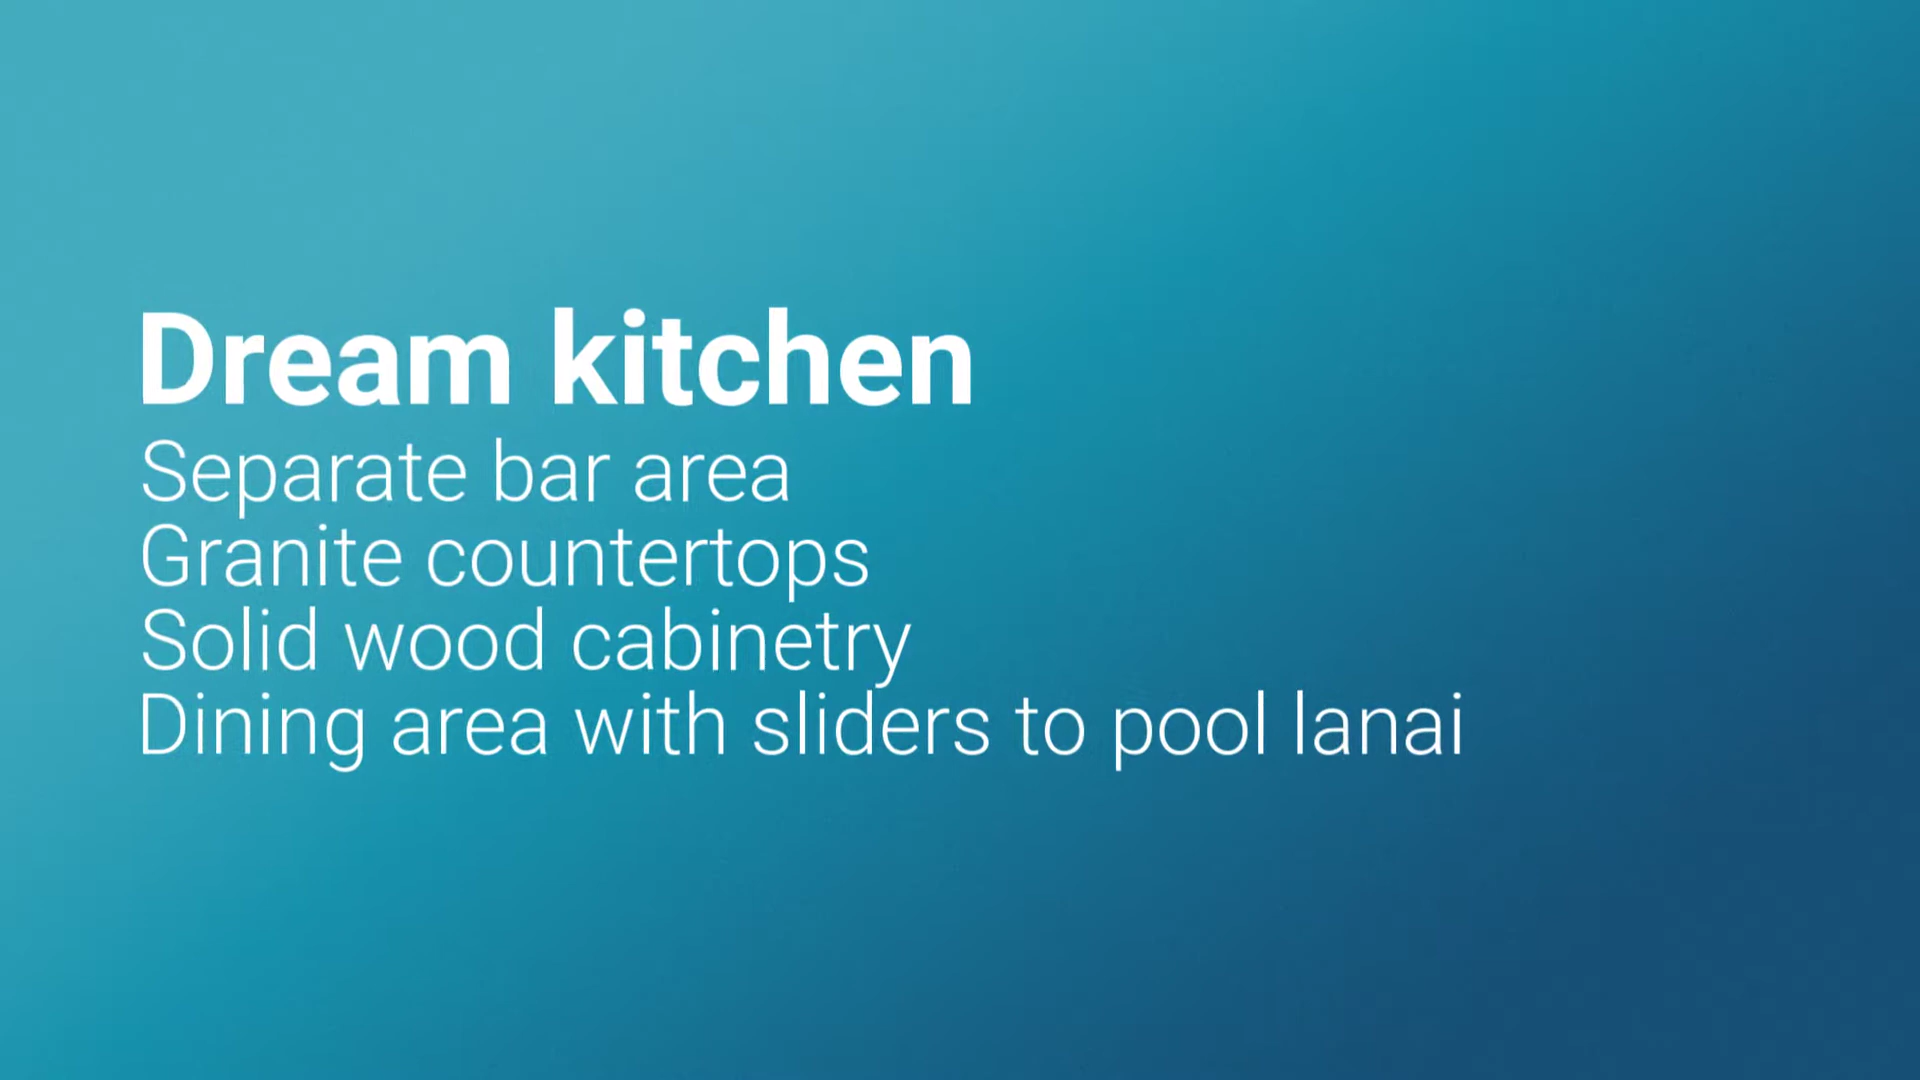 Dream kitchen
Separate bar area
Granite countertops
Solid wood cabinetry
Dining area with sliders to pool lanai